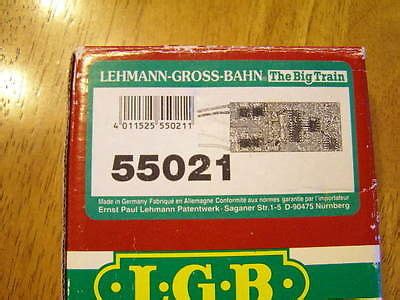 LEHMANN-GROSS-BAHN The Big Train
4 011525 550211
55021
Made in Germany Fabriqué en Allemagne Conformité aux normes garantie par l'importateur
Ernst Paul Lehmann Patentwerk · Saganer Str.1-5 D-90475 Nürnberg
L.G.B.